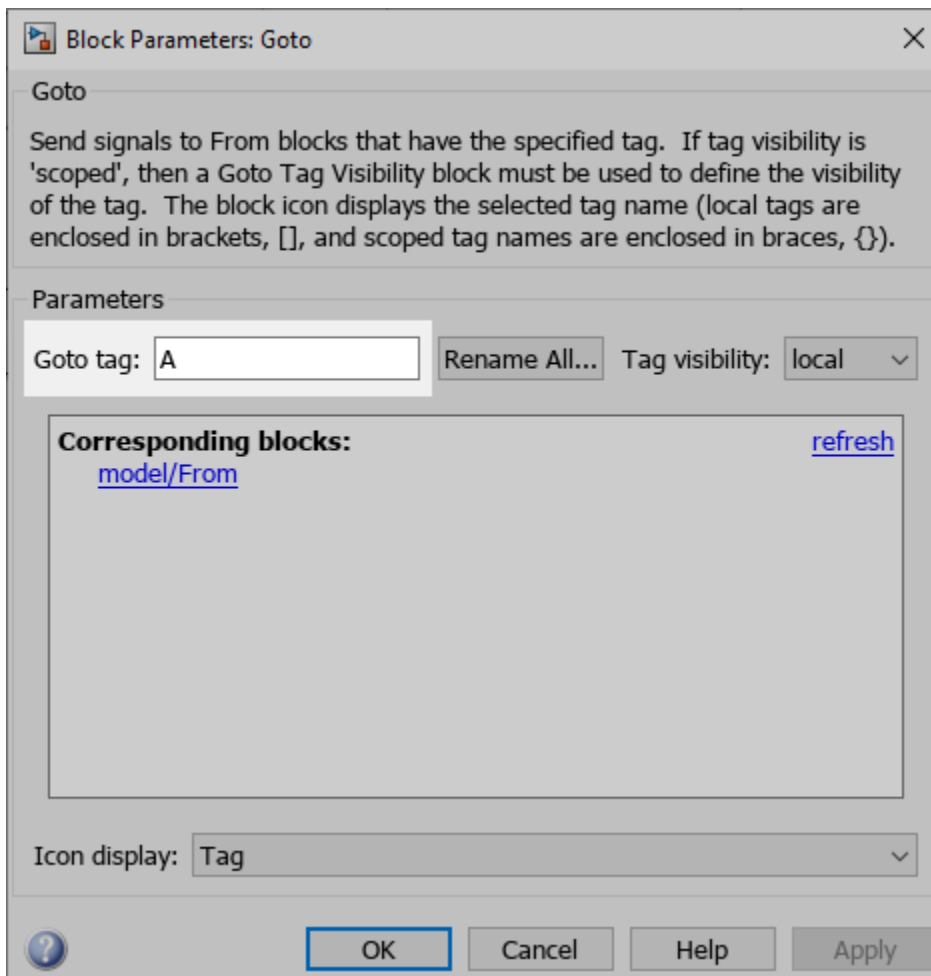 Block Parameters: Goto
Goto
Send signals to From blocks that have the specified tag.  If tag visibility is
'scoped', then a Goto Tag Visibility block must be used to define the visibility
of the tag.  The block icon displays the selected tag name (local tags are
enclosed in brackets, [], and scoped tag names are enclosed in braces, {}).
Parameters
Goto tag: A Rename All... Tag visibility: local
Corresponding blocks: refresh
model/From
Icon display: Tag
? OK Cancel Help Apply